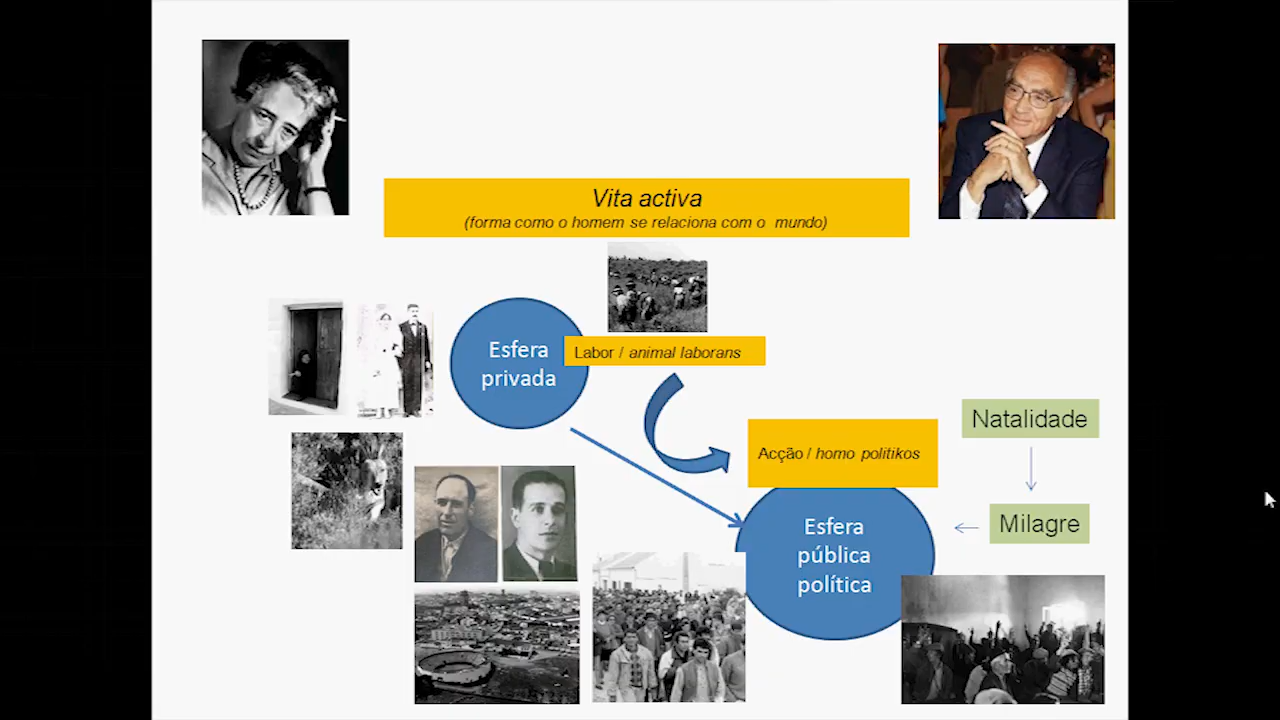 Vita activa
(forma como o homem se relaciona com o mundo)
Esfera
privada
Labor / animal laborans
Acção / homo politikos
Natalidade
Milagre
Esfera
pública
política